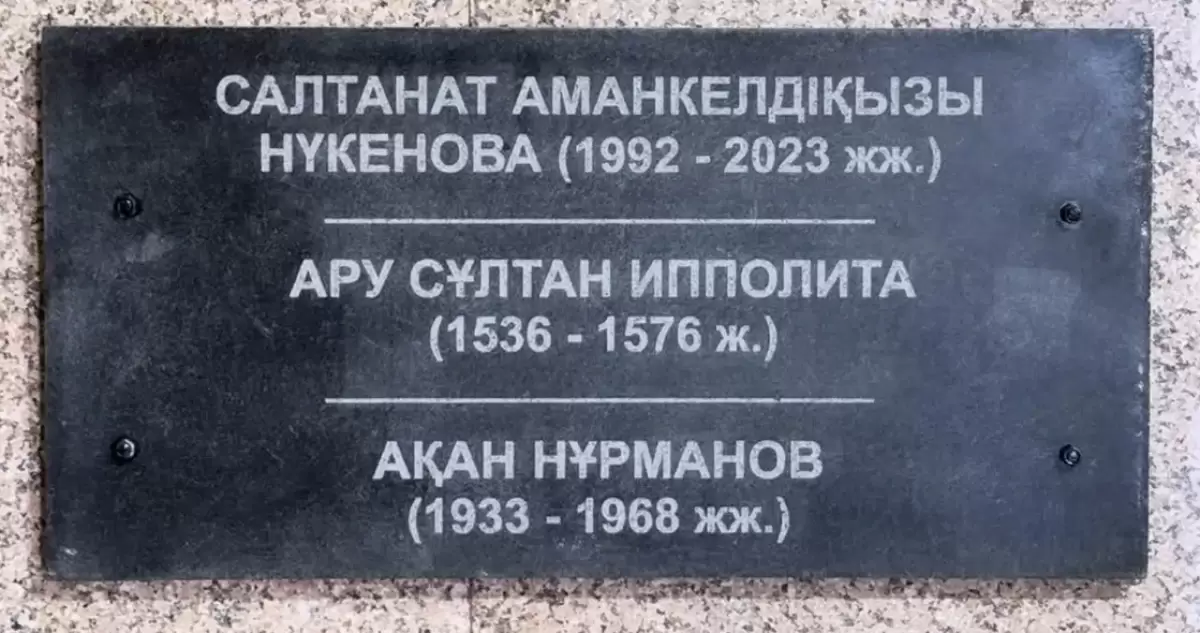 САЛТАНАТ АМАНКЕЛДІҚЫЗЫ
НҮКЕНОВА (1992 - 2023 жж.)
АРУ СҰЛТАН ИППОЛИТА
(1536 - 1576 ж.)
АҚАН НҰРМАНОВ
(1933 - 1968 жж.)